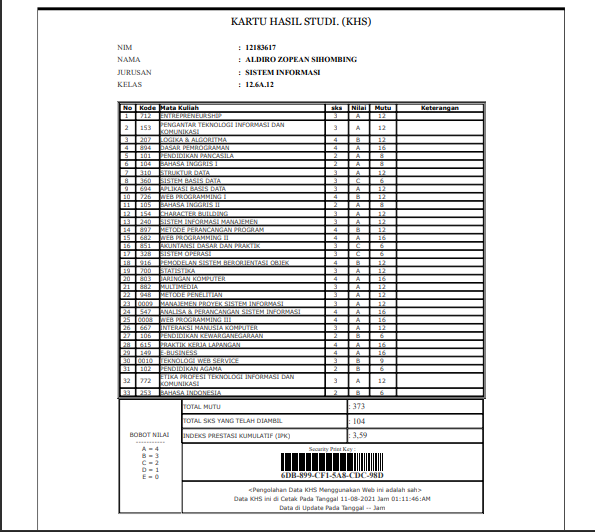 KARTU HASIL STUDI. (KHS)
NIM : 12183617
NAMA : ALDIRO ZOPEAN SIHOMBING
JURUSAN : SISTEM INFORMASI
KELAS : 12.6A.12
No Kode Mata Kuliah sks Nilai Mutu Keterangan
1 712 ENTREPRENEURSHIP 3 A 12
2 153 PENGANTAR TEKNOLOGI INFORMASI DAN KOMUNIKASI 3 A 12
3 207 LOGIKA & ALGORITMA 4 B 12
4 894 DASAR PEMROGRAMAN 4 A 16
5 101 PENDIDIKAN PANCASILA 2 A 8
6 104 BAHASA INGGRIS I 2 A 8
7 310 STRUKTUR DATA 3 A 12
8 360 SISTEM BASIS DATA 3 C 6
9 694 APLIKASI BASIS DATA 3 A 12
10 726 WEB PROGRAMMING I 4 B 12
11 105 BAHASA INGGRIS II 2 A 8
12 154 CHARACTER BUILDING 3 A 12
13 240 SISTEM INFORMASI MANAJEMEN 3 A 12
14 897 METODE PERANCANGAN PROGRAM 4 B 12
15 682 WEB PROGRAMMING II 4 A 16
16 851 AKUNTANSI DASAR DAN PRAKTIK 3 C 6
17 328 SISTEM OPERASI 3 C 6
18 916 PEMODELAN SISTEM BERORIENTASI OBJEK 4 B 12
19 700 STATISTIKA 3 A 12
20 803 JARINGAN KOMPUTER 4 A 16
21 882 MULTIMEDIA 3 A 12
22 948 METODE PENELITIAN 3 A 12
23 0009 MANAJEMEN PROYEK SISTEM INFORMASI 3 A 12
24 547 ANALISA & PERANCANGAN SISTEM INFORMASI 4 A 16
25 0008 WEB PROGRAMMING III 4 A 16
26 667 INTERAKSI MANUSIA KOMPUTER 3 A 12
27 106 PENDIDIKAN KEWARGANEGARAAN 2 B 6
28 615 PRAKTIK KERJA LAPANGAN 4 A 16
29 149 E-BUSINESS 4 A 16
30 0010 TEKNOLOGI WEB SERVICE 3 B 9
31 102 PENDIDIKAN AGAMA 2 B 6
32 772 ETIKA PROFESI TEKNOLOGI INFORMASI DAN KOMUNIKASI 3 A 12
33 253 BAHASA INDONESIA 2 B 6
TOTAL MUTU : 373
TOTAL SKS YANG TELAH DIAMBIL : 104
INDEKS PRESTASI KUMULATIF (IPK) : 3,59
BOBOT NILAI
-----------
A = 4
B = 3
C = 2
D = 1
E = 0
Security Print Key :
6DB-899-CF1-5A8-CDC-98D
<Pengolahan Data KHS Menggunakan Web ini adalah sah>
Data KHS ini di Cetak Pada Tanggal 11-08-2021 Jam 01:11:46:AM
Data di Update Pada Tanggal -- Jam